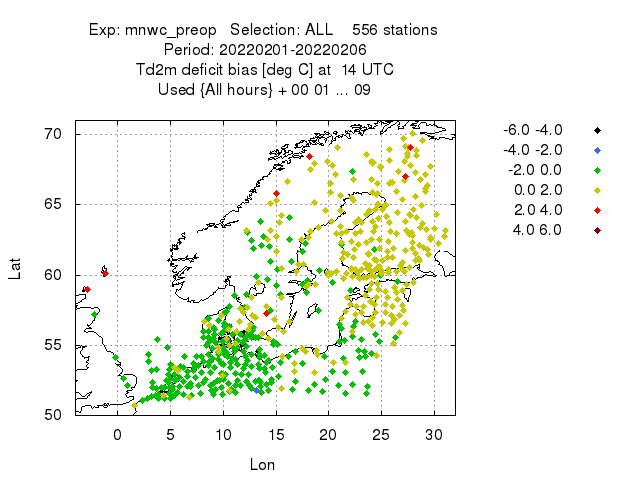 Exp: mnwc_preop Selection: ALL 556 stations
Period: 20220201-20220206
Td2m deficit bias [deg C] at 14 UTC
Used {All hours} + 00 01 ... 09
-6.0 -4.0
-4.0 -2.0
-2.0 0.0
0.0 2.0
2.0 4.0
4.0 6.0
70
65
60
55
50
Lat
0 5 10 15 20 25 30
Lon